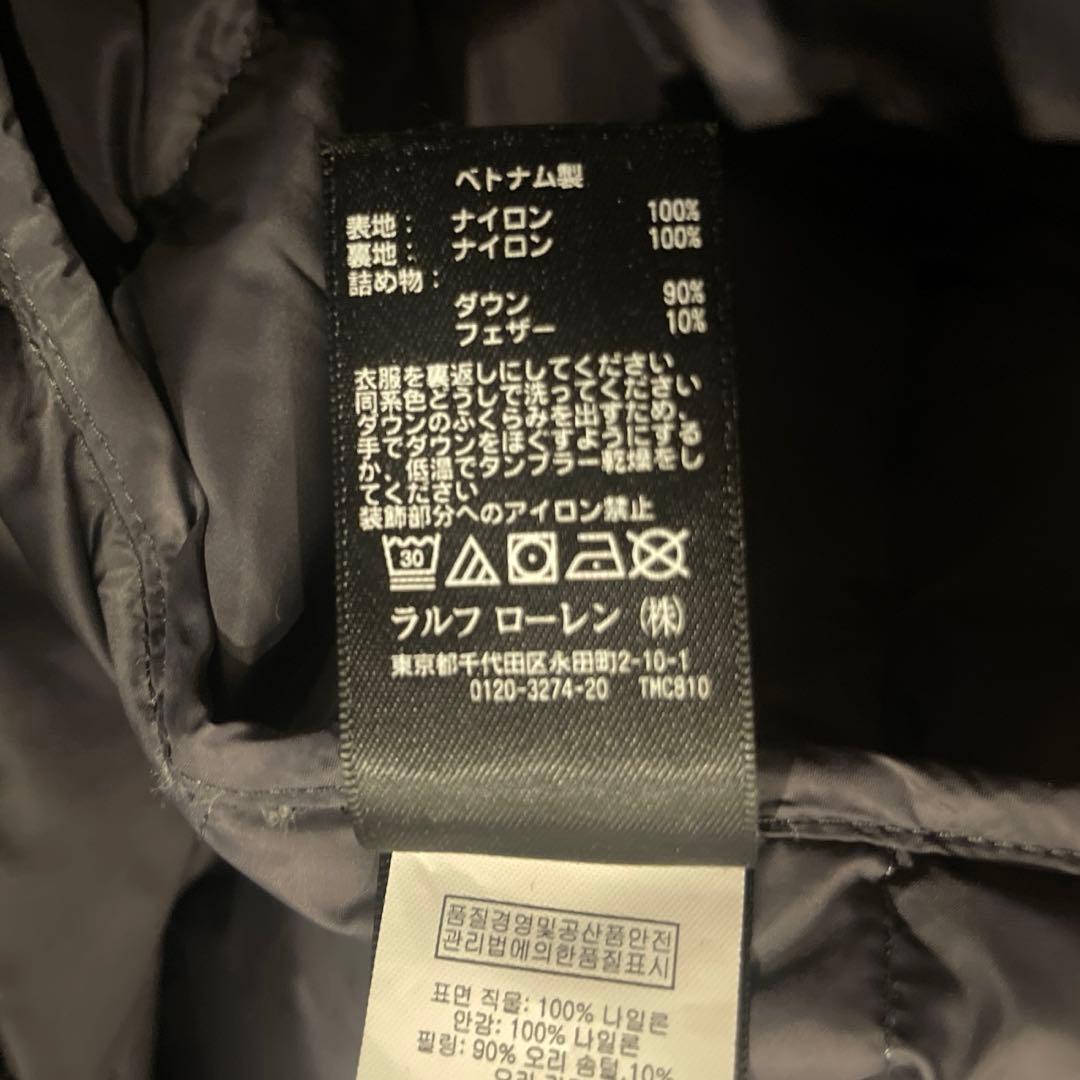 ベトナム製
表地： ナイロン 100%
裏地： ナイロン 100%
詰め物：
ダウン 90%
フェザー 10%
衣服を裏返しにしてください
同系色どうしで洗ってください
ダウンのふくらみを出すため、
手でダウンをほぐすようにする
か、低温でタンブラー乾燥をし
てください
装飾部分へのアイロン禁止
30
ラルフ ローレン (株)
東京都千代田区永田町2-10-1
0120-3274-20 TMC810
품질경영및공산품안전
관리법에의한품질표시
표면 직물: 100% 나일론
안감: 100% 나일론
필링: 90% 오리 솜털,10%
오리